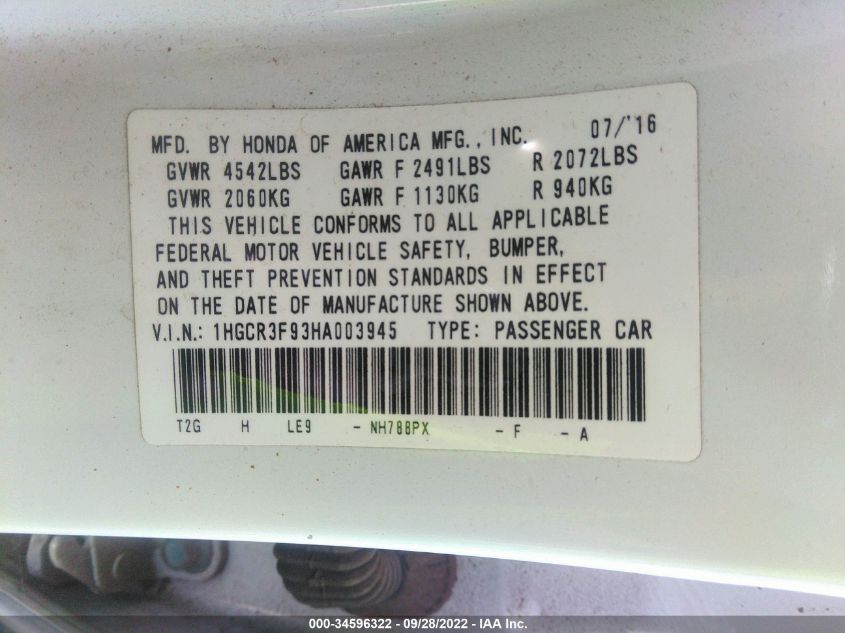 MFD. BY HONDA OF AMERICA MFG., INC. 07/'16
GVWR 4542LBS GAWR F 2491LBS R 2072LBS
GVWR 2060KG GAWR F 1130KG R 940KG
THIS VEHICLE CONFORMS TO ALL APPLICABLE
FEDERAL MOTOR VEHICLE SAFETY, BUMPER,
AND THEFT PREVENTION STANDARDS IN EFFECT
ON THE DATE OF MANUFACTURE SHOWN ABOVE.
V.I.N.: 1HGCR3F93HA003945 TYPE: PASSENGER CAR
T2G H LE9 - NH788PX - F - A
000-34596322 - 09/28/2022 - IAA Inc.